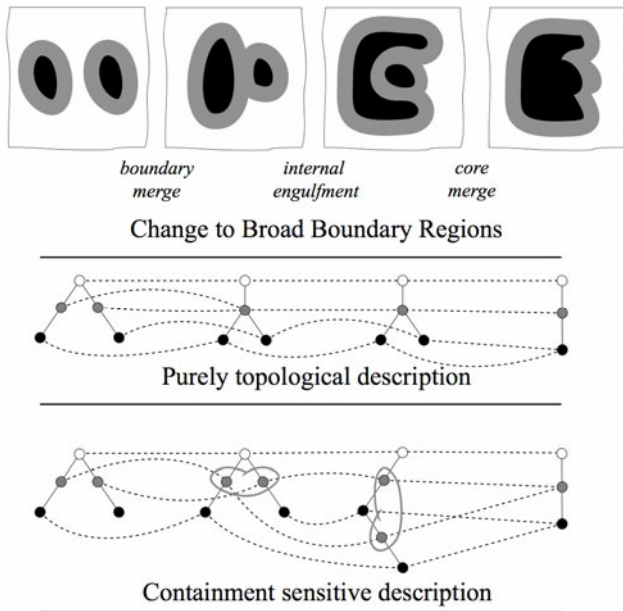 boundary merge
internal engulfment
core merge
Change to Broad Boundary Regions
Purely topological description
Containment sensitive description